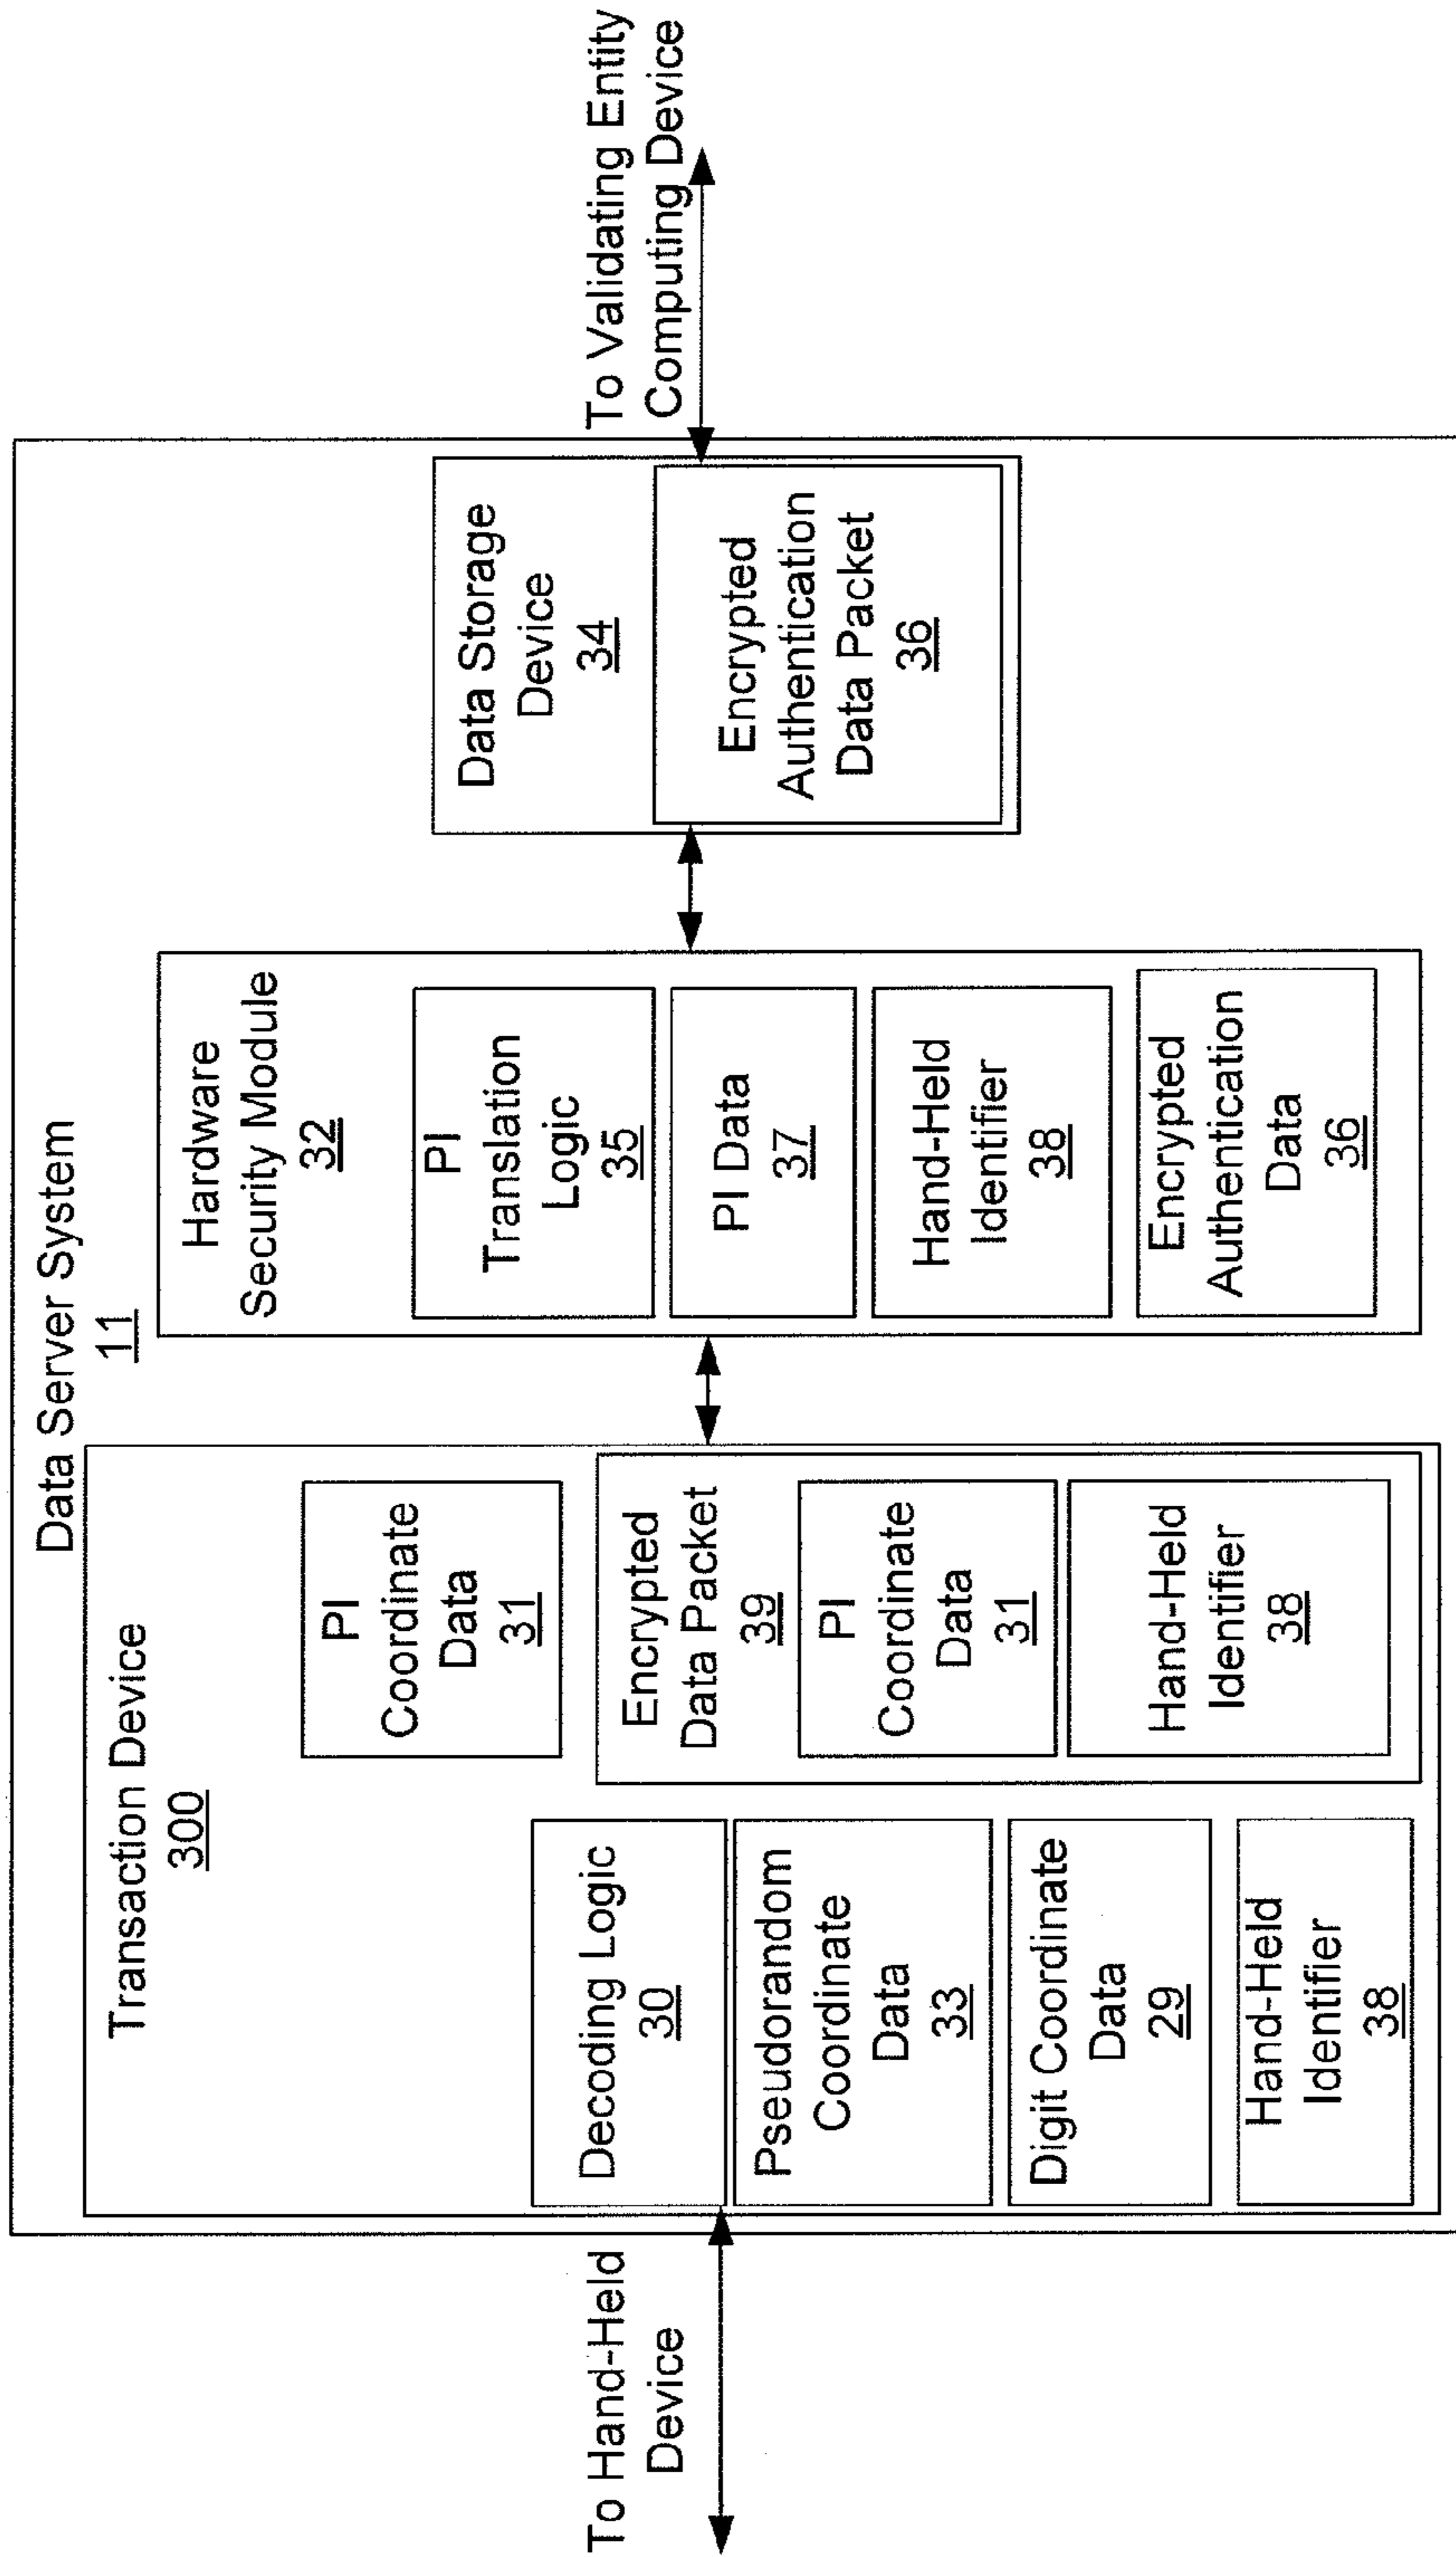 Data Server System
11
To Hand-Held
Device
Transaction Device
300
Decoding Logic
30
Pseudorandom
Coordinate
Data
33
Digit Coordinate
Data
29
Hand-Held
Identifier
38
PI
Coordinate
Data
31
Encrypted
Data Packet
39
PI
Coordinate
Data
31
Hand-Held
Identifier
38
Hardware
Security Module
32
PI
Translation
Logic
35
PI Data
37
Hand-Held
Identifier
38
Encrypted
Authentication
Data
36
Data Storage
Device
34
Encrypted
Authentication
Data Packet
36
To Validating Entity
Computing Device